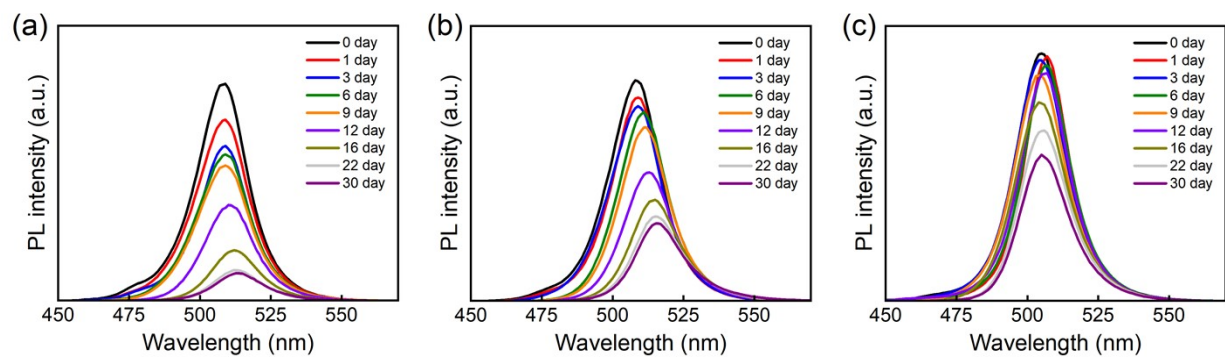 (a)
0 day
1 day
3 day
6 day
9 day
12 day
16 day
22 day
30 day
PL intensity (a.u.)
450 475 500 525 550
Wavelength (nm)
(b)
0 day
1 day
3 day
6 day
9 day
12 day
16 day
22 day
30 day
PL intensity (a.u.)
450 475 500 525 550
Wavelength (nm)
(c)
0 day
1 day
3 day
6 day
9 day
12 day
16 day
22 day
30 day
PL intensity (a.u.)
450 475 500 525 550
Wavelength (nm)